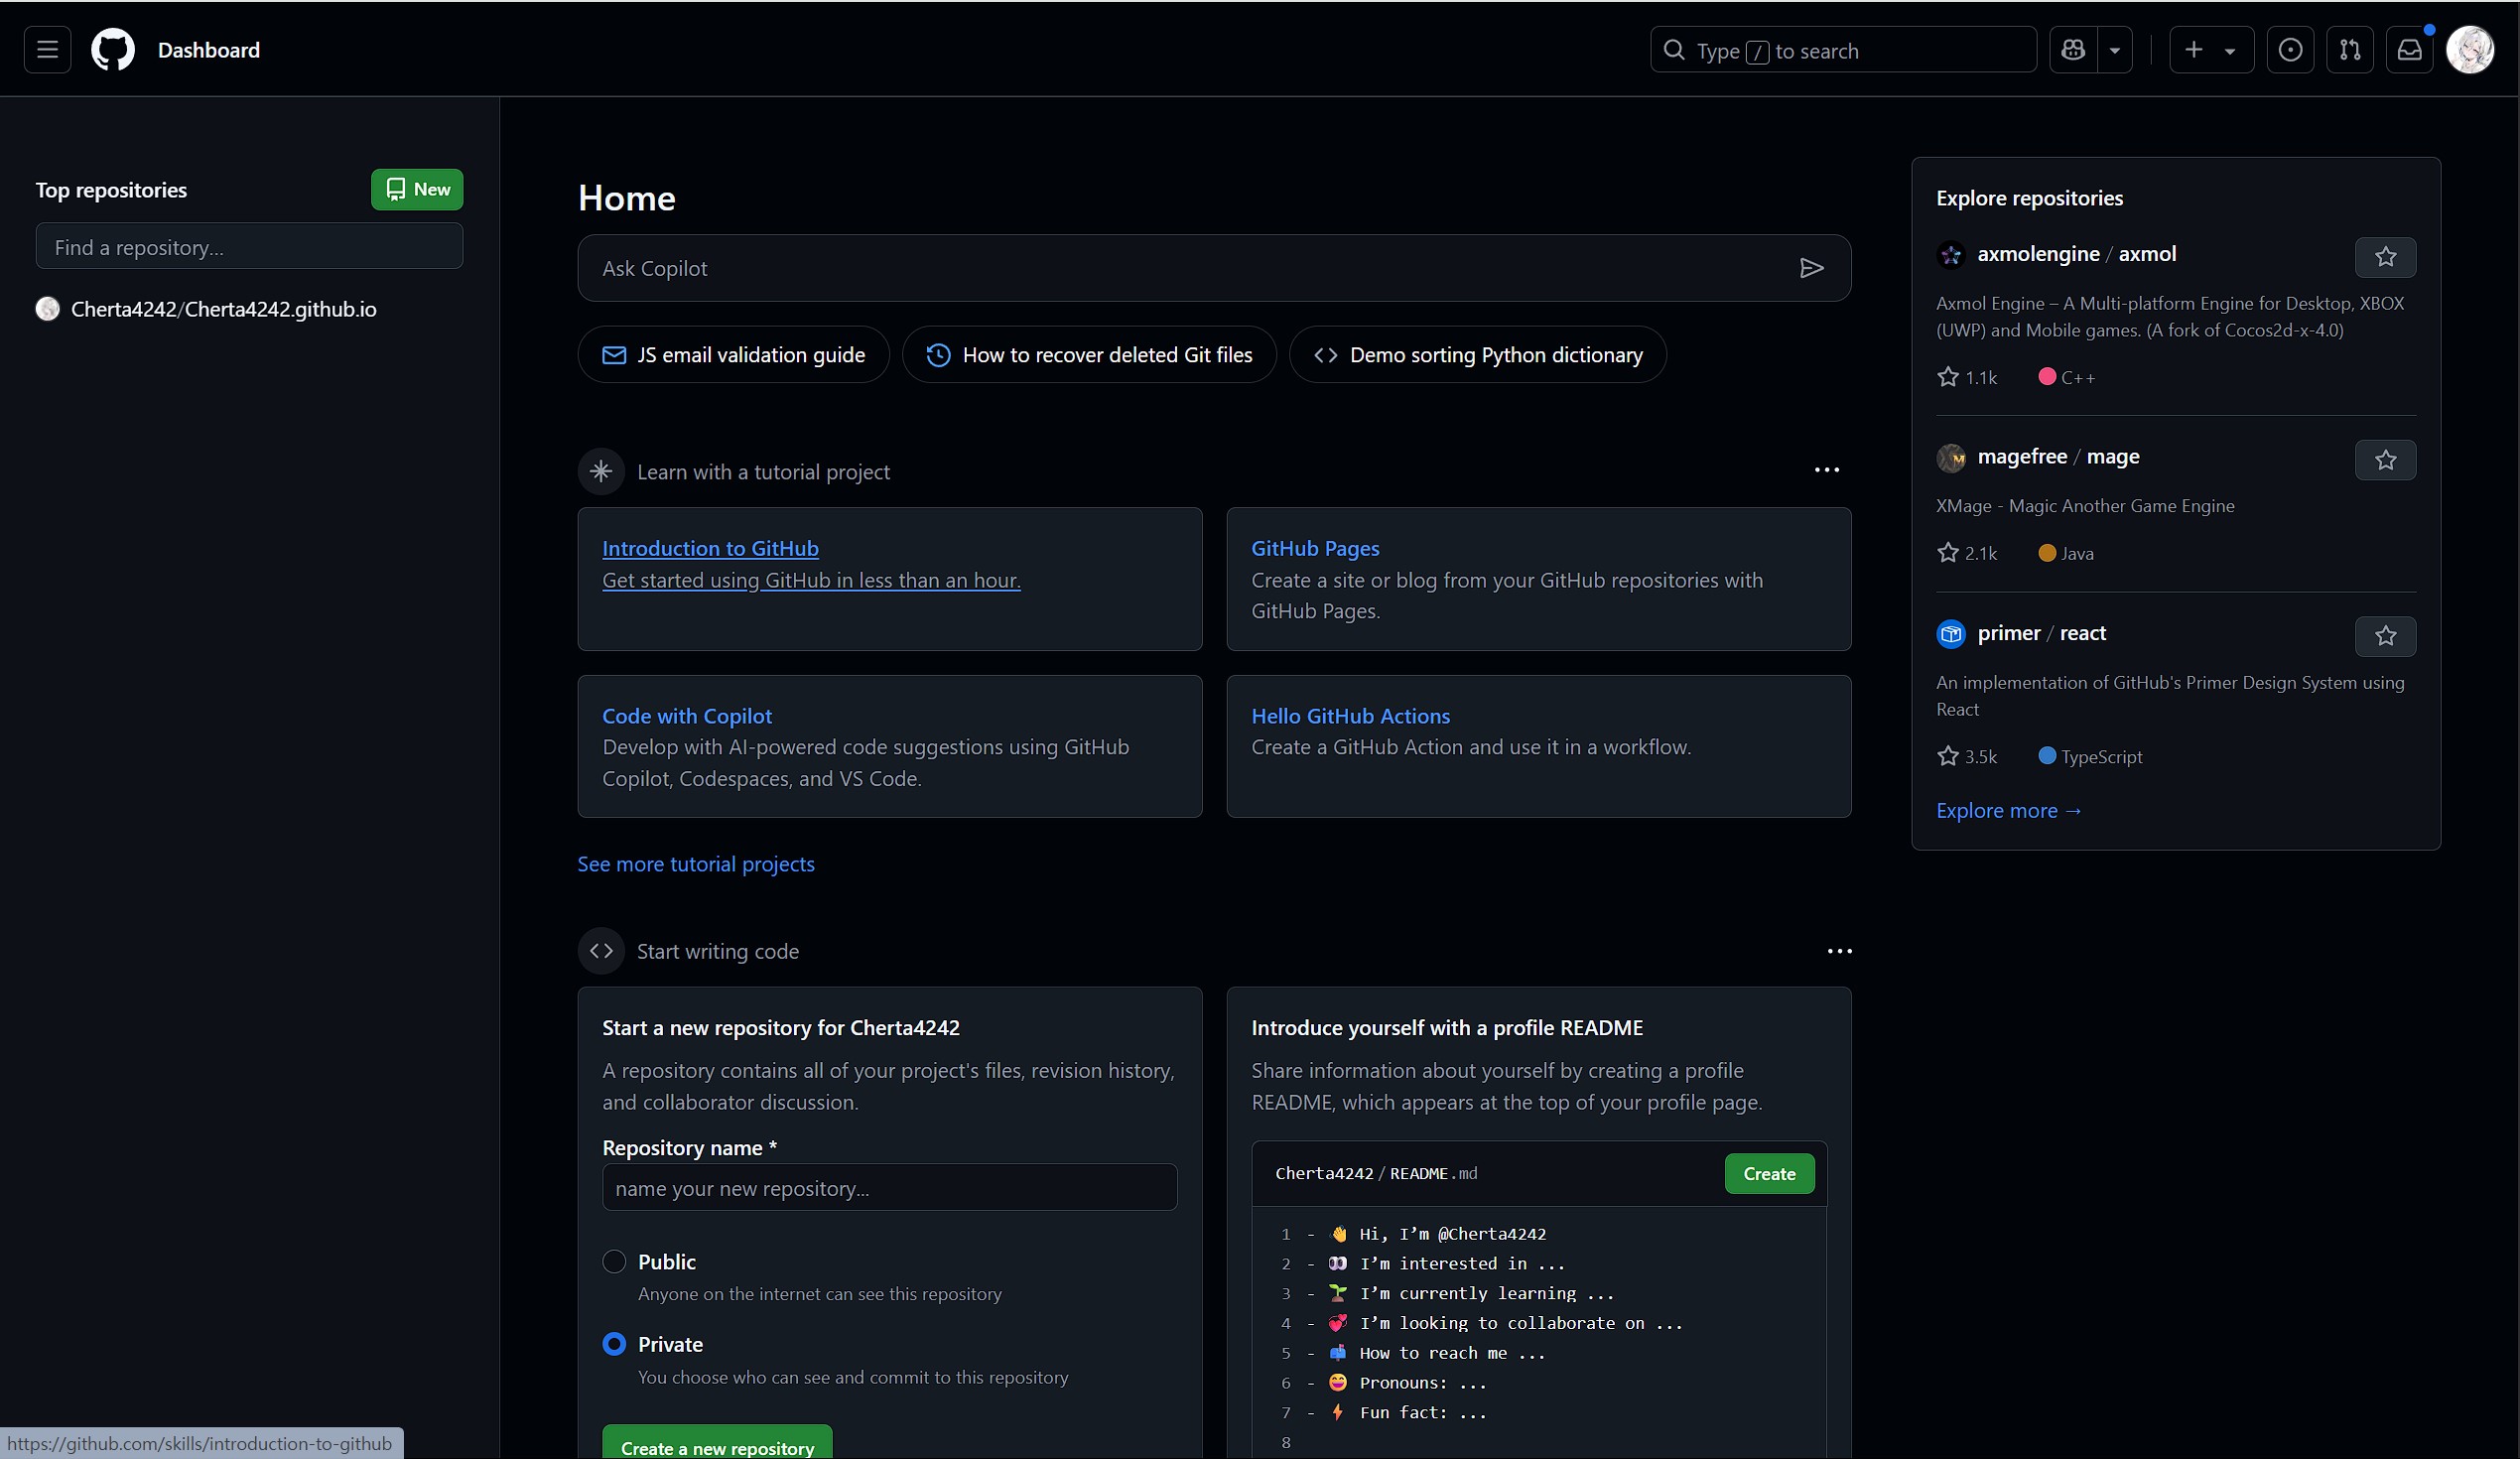 Dashboard
Type / to search
Top repositories
New
Find a repository...
Cherta4242/Cherta4242.github.io
Home
Ask Copilot
JS email validation guide
How to recover deleted Git files
Demo sorting Python dictionary
Learn with a tutorial project
Introduction to GitHub
Get started using GitHub in less than an hour.
GitHub Pages
Create a site or blog from your GitHub repositories with
GitHub Pages.
Code with Copilot
Develop with AI-powered code suggestions using GitHub
Copilot, Codespaces, and VS Code.
Hello GitHub Actions
Create a GitHub Action and use it in a workflow.
See more tutorial projects
Start writing code
Start a new repository for Cherta4242
A repository contains all of your project's files, revision history,
and collaborator discussion.
Repository name *
name your new repository...
Public
Anyone on the internet can see this repository
Private
You choose who can see and commit to this repository
Create a new repository
Introduce yourself with a profile README
Share information about yourself by creating a profile
README, which appears at the top of your profile page.
Cherta4242 / README.md
Create
1 - 👋 Hi, I’m @Cherta4242
2 - 👀 I’m interested in ...
3 - 🌱 I’m currently learning ...
4 - 💞️ I’m looking to collaborate on ...
5 - 📫 How to reach me ...
6 - 😄 Pronouns: ...
7 - ⚡ Fun fact: ...
8
Explore repositories
axmolengine / axmol
Axmol Engine – A Multi-platform Engine for Desktop, XBOX
(UWP) and Mobile games. (A fork of Cocos2d-x-4.0)
1.1k C++
magefree / mage
XMage - Magic Another Game Engine
2.1k Java
primer / react
An implementation of GitHub's Primer Design System using
React
3.5k TypeScript
Explore more →
https://github.com/skills/introduction-to-github